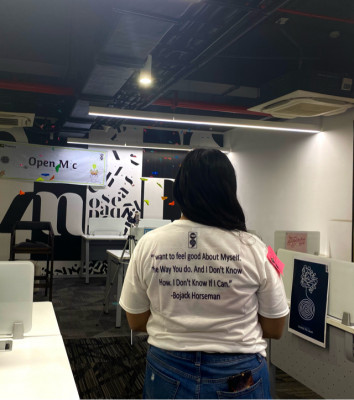 Open Mic
"I want to feel good About Myself.
The Way You do. And I Don't Know
How. I Don't Know If I Can."
-Bojack Horseman